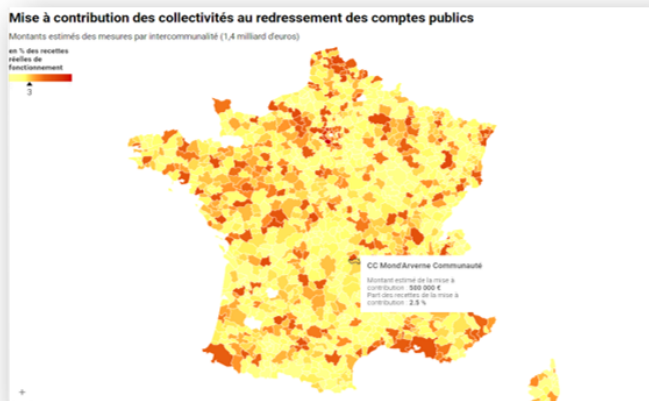 Mise à contribution des collectivités au redressement des comptes publics
Montants estimés des mesures par intercommunalité (1,4 milliard d'euros)
en % des recettes
réelles de
fonctionnement
3
CC Mond'Arverne Communauté
Montant estimé de la mise à
contribution : 500 000 €
Part des recettes de la mise à
contribution : 2.5 %
+